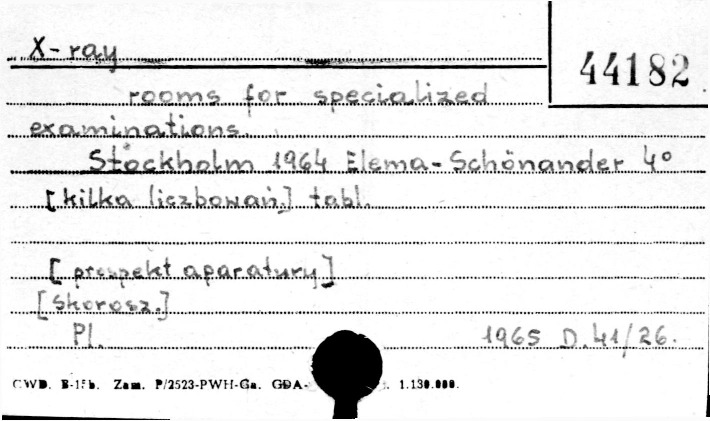 X-ray
44182
rooms for specialized
examinations.
Stockholm 1964 Elema-Schönander 4°
[kilka liczbowań.] tabl.
[prospekt aparatury]
[Skorosz.]
Pl. 1965 D.41/26.
CWD. B-15b. Zam. P/2523-PWH-Ga. GDA- 1.130.000.